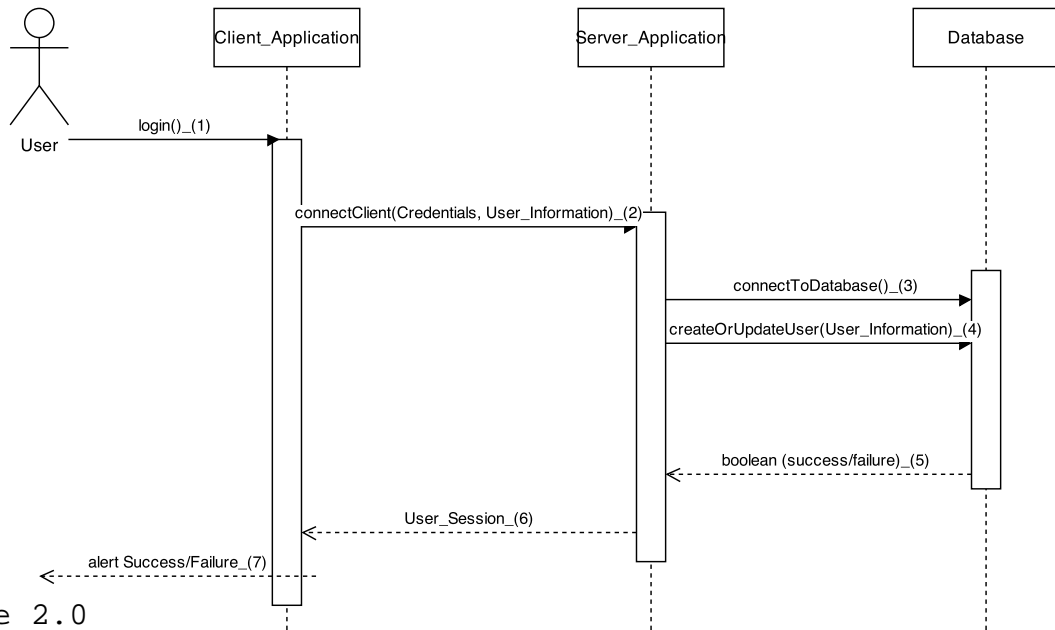 Client_Application
Server_Application
Database
User
login()_(1)
connectClient(Credentials, User_Information)_(2)
connectToDatabase()_(3)
createOrUpdateUser(User_Information)_(4)
boolean (success/failure)_(5)
User_Session_(6)
alert Success/Failure_(7)
2.0